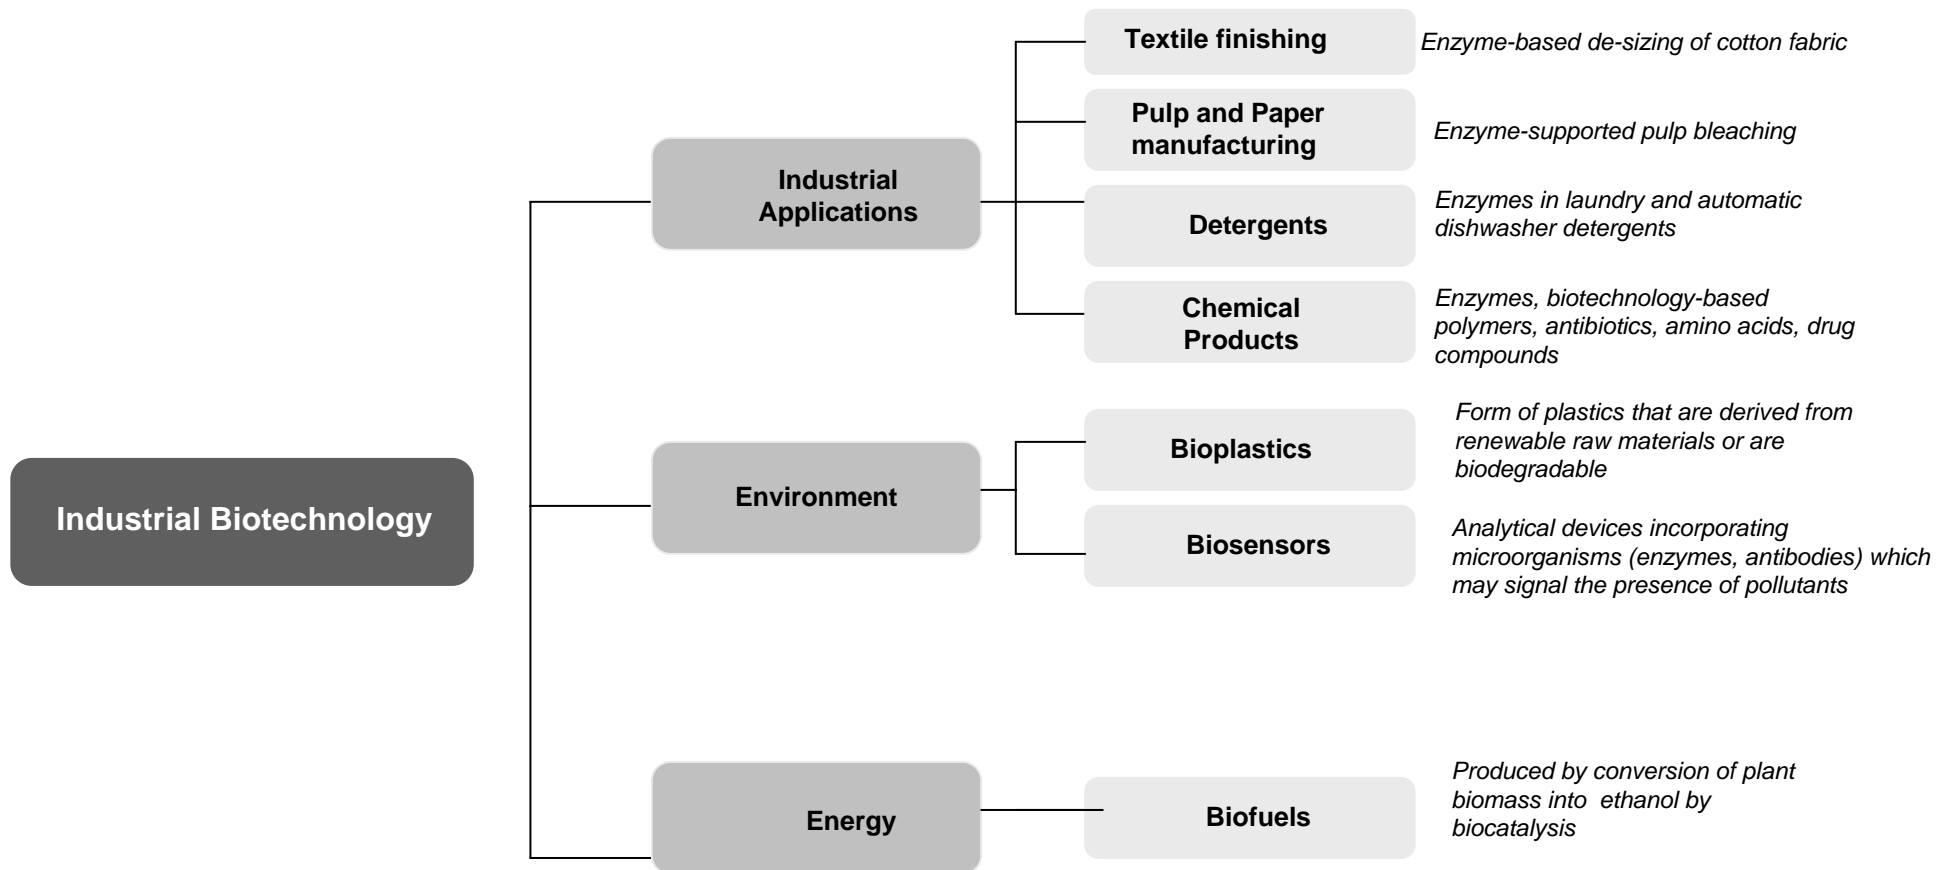 Textile finishing
Enzyme-based de-sizing of cotton fabric
Pulp and Paper
manufacturing
Enzyme-supported pulp bleaching
Industrial
Applications
Detergents
Enzymes in laundry and automatic
dishwasher detergents
Chemical
Products
Enzymes, biotechnology-based
polymers, antibiotics, amino acids, drug
compounds
Industrial Biotechnology
Environment
Bioplastics
Form of plastics that are derived from
renewable raw materials or are
biodegradable
Biosensors
Analytical devices incorporating
microorganisms (enzymes, antibodies) which
may signal the presence of pollutants
Energy
Biofuels
Produced by conversion of plant
biomass into  ethanol by
biocatalysis